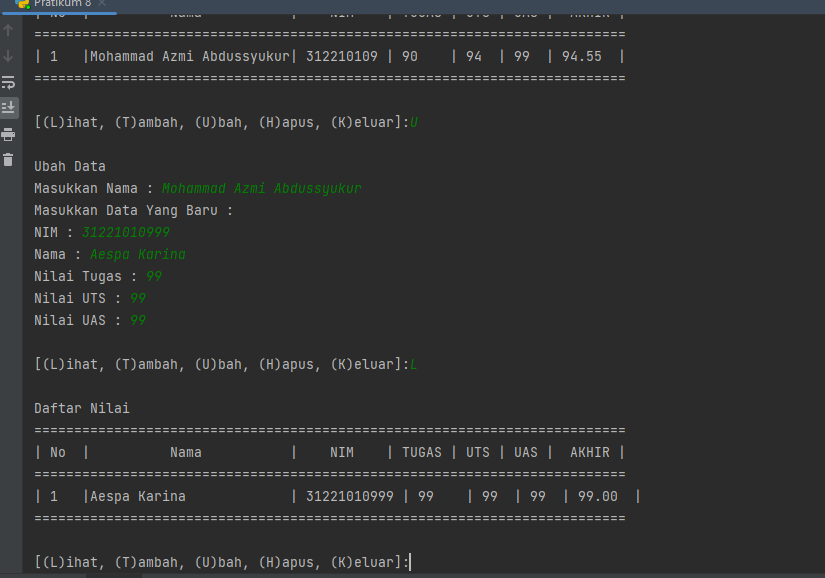 Pratikum 8 ×
| No  |          Nama           |    NIM    | TUGAS | UTS | UAS |  AKHIR |
==========================================================================
| 1   |Mohammad Azmi Abdussyukur| 312210109 | 90    | 94  | 99  | 94.55  |
==========================================================================
[(L)ihat, (T)ambah, (U)bah, (H)apus, (K)eluar]:U
Ubah Data
Masukkan Nama : Mohammad Azmi Abdussyukur
Masukkan Data Yang Baru :
NIM : 31221010999
Nama : Aespa Karina
Nilai Tugas : 99
Nilai UTS : 99
Nilai UAS : 99
[(L)ihat, (T)ambah, (U)bah, (H)apus, (K)eluar]:L
Daftar Nilai
==========================================================================
| No  |          Nama           |    NIM    | TUGAS | UTS | UAS |  AKHIR |
==========================================================================
| 1   |Aespa Karina             | 31221010999 | 99    | 99  | 99  | 99.00  |
==========================================================================
[(L)ihat, (T)ambah, (U)bah, (H)apus, (K)eluar]: